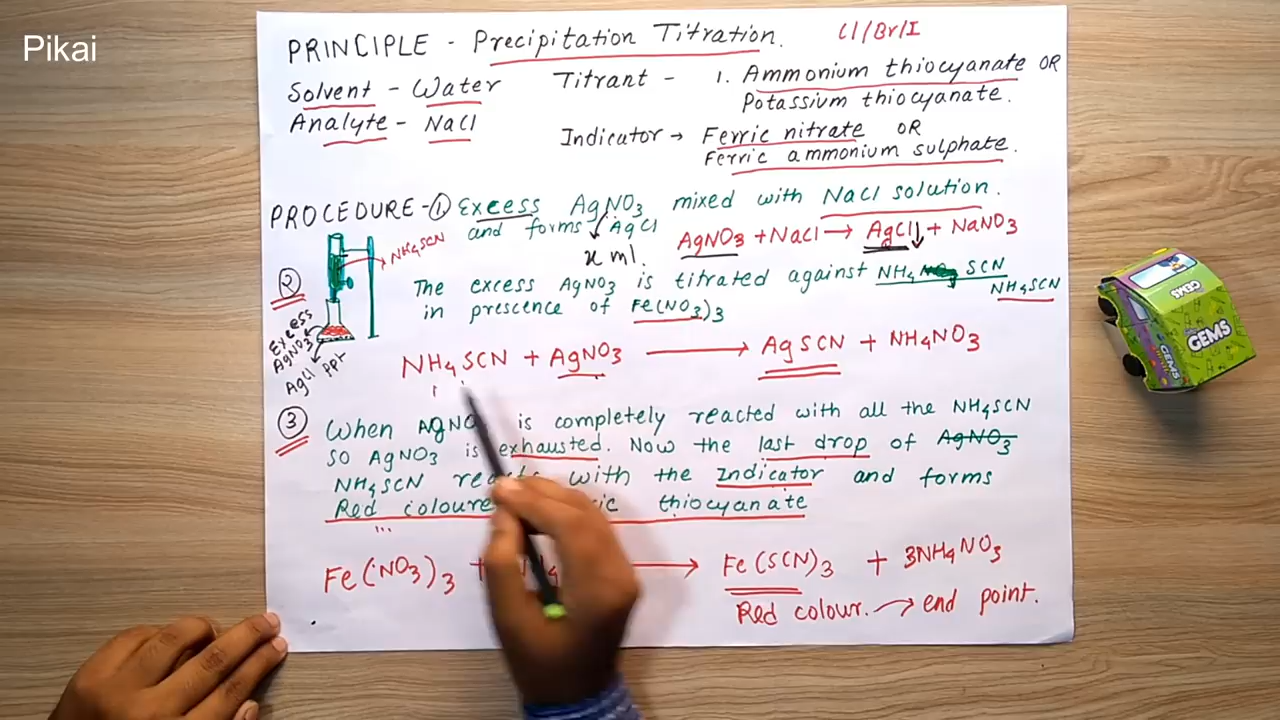 Pikai
PRINCIPLE - Precipitation Titration. Cl/Br/I
Solvent - Water Titrant - 1. Ammonium thiocyanate OR
Potassium thiocyanate.
Analyte - NaCl
Indicator → Ferric nitrate OR
Ferric ammonium sulphate.
PROCEDURE - ① Excess AgNO3 mixed with NaCl solution.
and forms AgCl
AgNO3 + NaCl → AgCl↓ + NaNO3
x ml.
NH4SCN
② The excess AgNO3 is titrated against NH4 SCN
NH4SCN
in prescence of Fe(NO3)3
Excess
AgNO3
AgCl PPt
NH4SCN + AgNO3 → AgSCN + NH4NO3
③ When AgNO is completely reacted with all the NH4SCN
so AgNO3 is exhausted. Now the last drop of AgNO3
NH4SCN with the Indicator and forms
Red thiocyanate
Fe(NO3)3 + → Fe(SCN)3 + 3NH4NO3
Red colour. → end point.
GEMS
GEMS